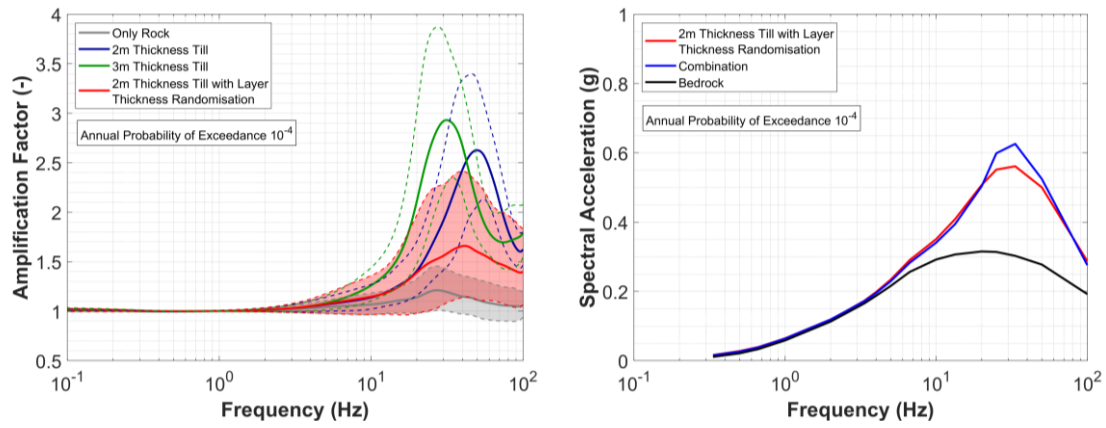 4
3.5
3
2.5
2
1.5
1
0.5
Amplification Factor (-)
Only Rock
2m Thickness Till
3m Thickness Till
2m Thickness Till with Layer
Thickness Randomisation
Annual Probability of Exceedance 10⁻⁴
10⁻¹
10⁰
10¹
10²
Frequency (Hz)
1
0.8
0.6
0.4
0.2
0
Spectral Acceleration (g)
2m Thickness Till with Layer
Thickness Randomisation
Combination
Bedrock
Annual Probability of Exceedance 10⁻⁴
10⁻¹
10⁰
10¹
10²
Frequency (Hz)